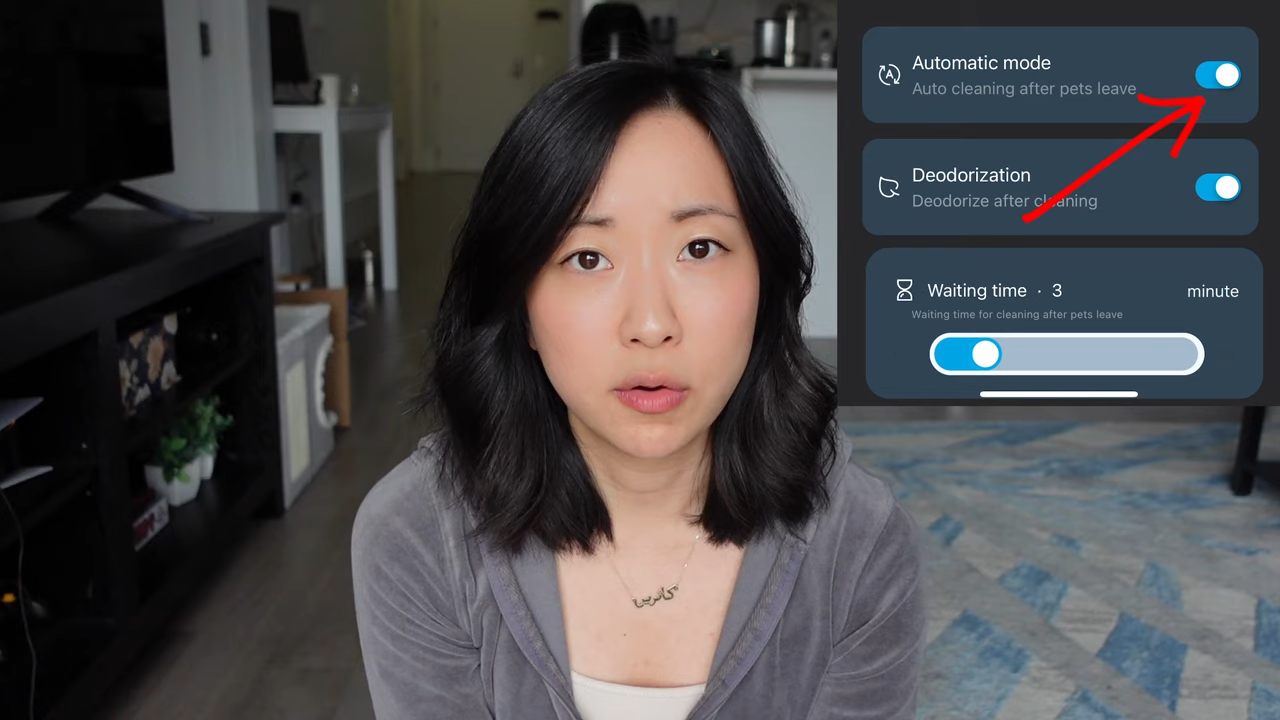 Automatic mode
Auto cleaning after pets leave
Deodorization
Deodorize after cleaning
Waiting time · 3 minute
Waiting time for cleaning after pets leave
كاترين